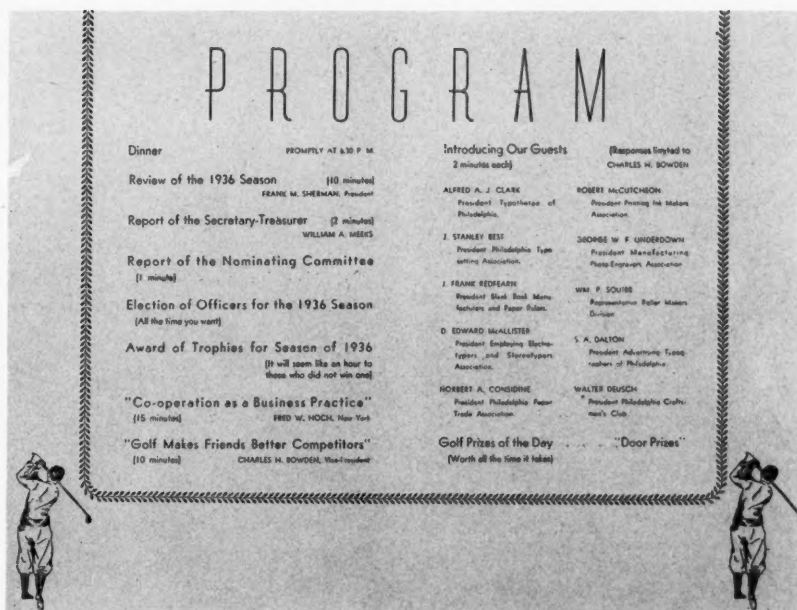 PROGRAM
Dinner PROMPTLY AT 6:30 P. M.
Review of the 1936 Season (10 minutes)
FRANK M. SHERMAN, President
Report of the Secretary-Treasurer (2 minutes)
WILLIAM A. MEEKS
Report of the Nominating Committee
(1 minute)
Election of Officers for the 1936 Season
(All the time you want)
Award of Trophies for Season of 1936
(It will seem like an hour to
those who did not win one)
"Co-operation as a Business Practice"
(15 minutes) FRED W. HOCH, New York
"Golf Makes Friends Better Competitors"
(10 minutes) CHARLES H. BOWDEN, Vice-President
Introducing Our Guests (Responses limited to
2 minutes each) CHARLES H. BOWDEN
ALFRED A. J. CLARK
President Typothetae of
Philadelphia.
J. STANLEY BEST
President Philadelphia Type-
setting Association.
J. FRANK REDFEARN
President Blank Book Manu-
facturers and Paper Rulers.
D. EDWARD McALLISTER
President Employing Electro-
typers and Stereotypers
Association.
NORBERT A. CONSIDINE
President Philadelphia Paper
Trade Association.
ROBERT McCUTCHEON
President Printing Ink Makers
Association.
GEORGE W. F. UNDERDOWN
President Manufacturing
Photo-Engravers Association
WM. P. SQUIBB
Representative Roller Makers
Division
S. A. DALTON
President Advertising Typog-
raphers of Philadelphia.
WALTER DEUSCH
President Philadelphia Crafts-
men's Club.
Golf Prizes of the Day . . . . "Door Prizes"
(Worth all the time it takes)